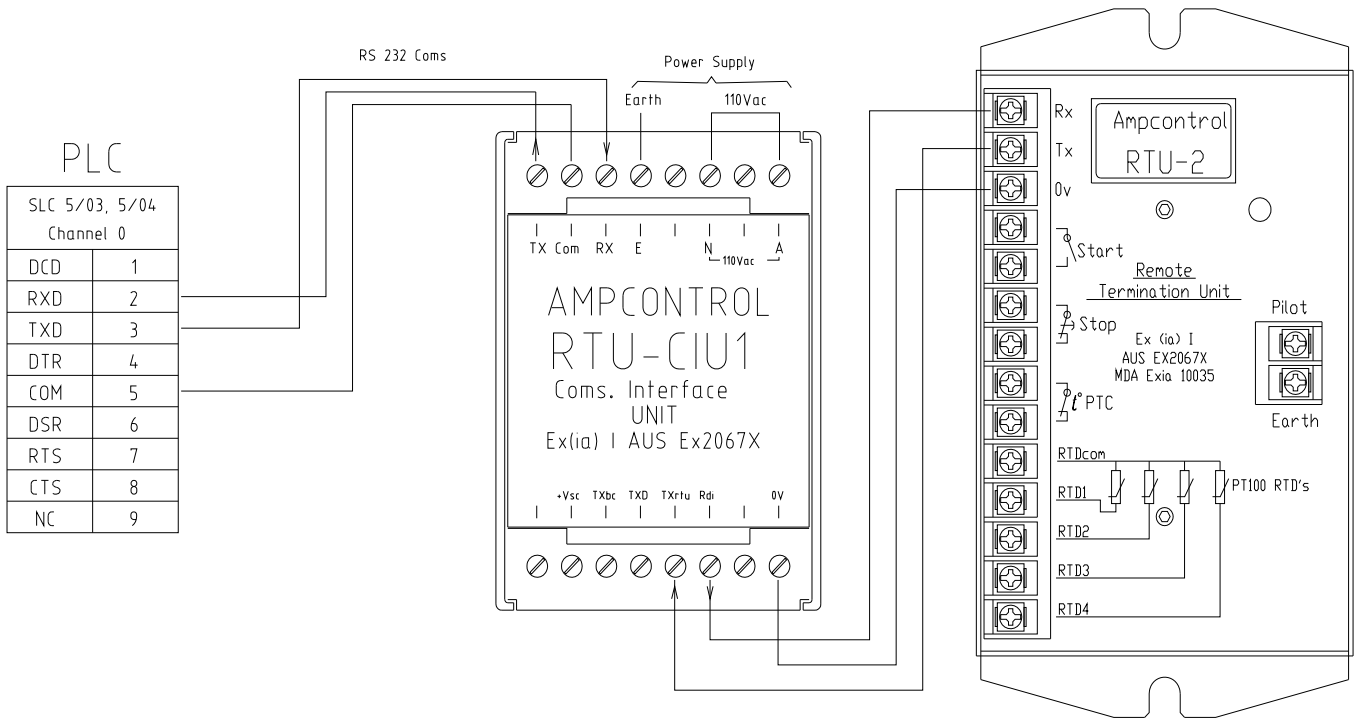 RS 232 Coms
Power Supply
Earth
110Vac
PLC
SLC 5/03, 5/04
Channel 0
DCD 1
RXD 2
TXD 3
DTR 4
COM 5
DSR 6
RTS 7
CTS 8
NC 9
TX Com RX E N A
110Vac
AMPCONTROL
RTU-CIU1
Coms. Interface
UNIT
Ex(ia) I AUS Ex2067X
+Vsc TXbc TXD TXrtu Rdi 0V
Rx
Tx
0v
Start
Stop
t° PTC
RTDcom
RTD1
RTD2
RTD3
RTD4
PT100 RTD's
Ampcontrol
RTU-2
Remote
Termination Unit
Ex (ia) I
AUS EX2067X
MDA Exia 10035
Pilot
Earth